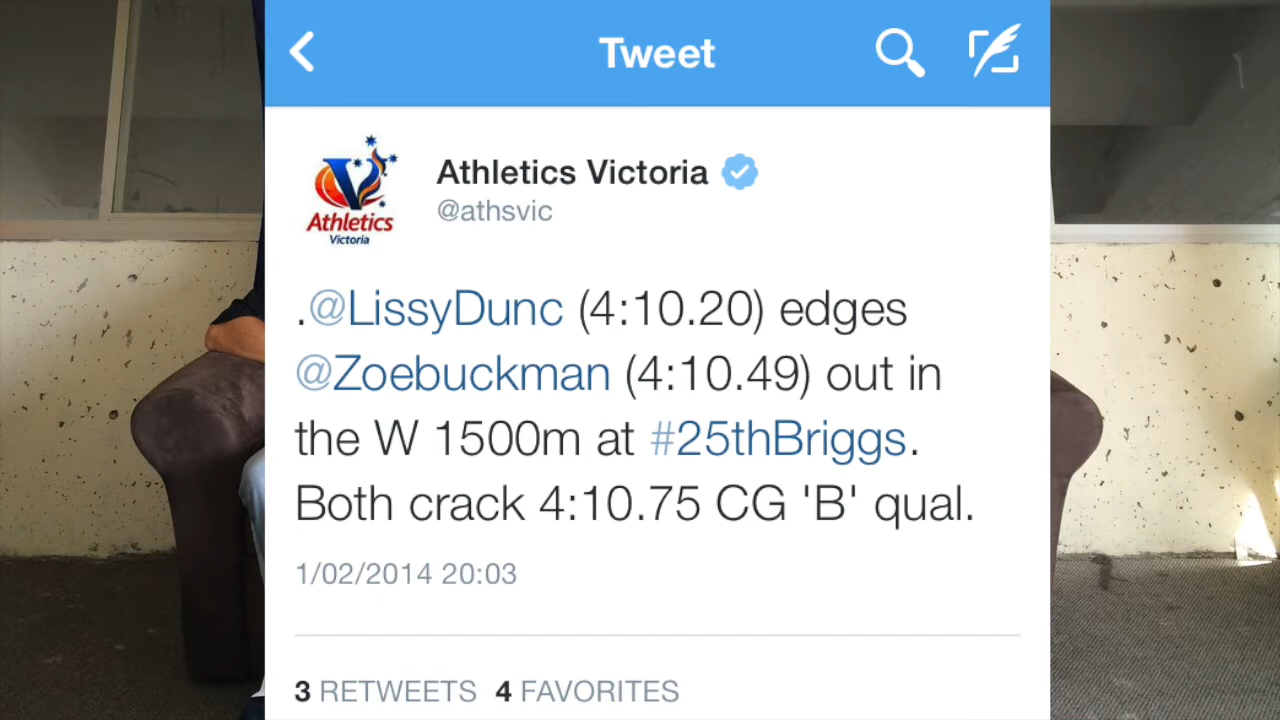 Tweet
Athletics
Victoria
Athletics Victoria
@athsvic
.@LissyDunc (4:10.20) edges
@Zoebuckman (4:10.49) out in
the W 1500m at #25thBriggs.
Both crack 4:10.75 CG 'B' qual.
1/02/2014 20:03
3 RETWEETS 4 FAVORITES